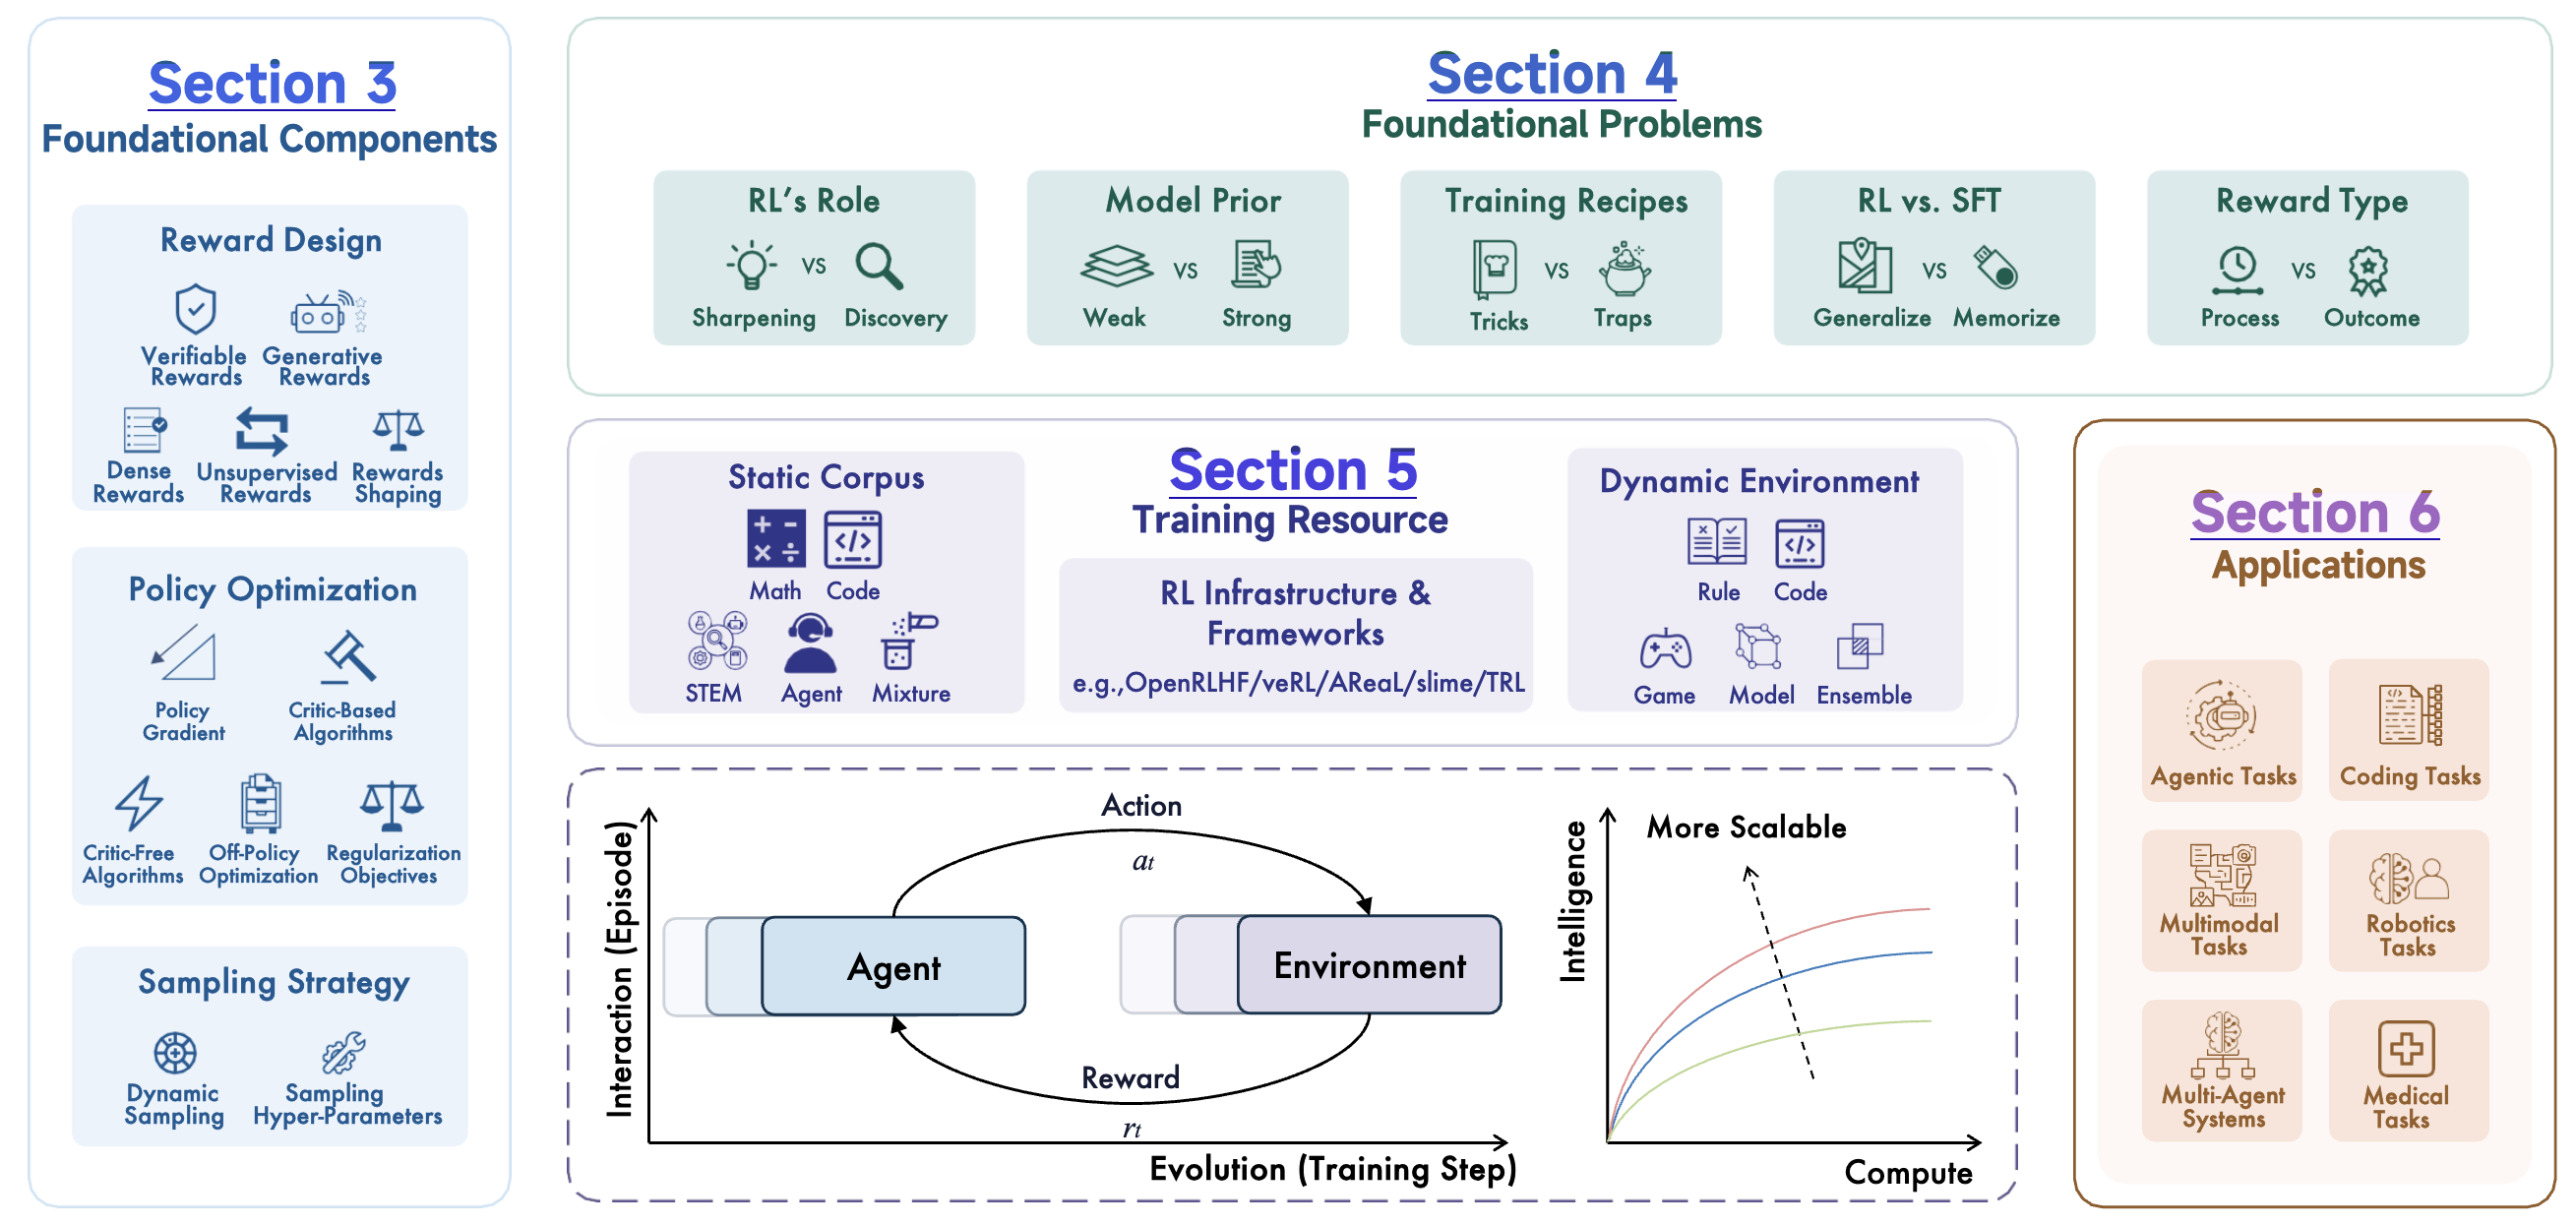 Section 3
Foundational Components
Reward Design
Verifiable Rewards
Generative Rewards
Dense Rewards
Unsupervised Rewards
Rewards Shaping
Policy Optimization
Policy Gradient
Critic-Based Algorithms
Critic-Free Algorithms
Off-Policy Optimization
Regularization Objectives
Sampling Strategy
Dynamic Sampling
Sampling Hyper-Parameters
Section 4
Foundational Problems
RL's Role
Sharpening vs Discovery
Model Prior
Weak vs Strong
Training Recipes
Tricks vs Traps
RL vs. SFT
Generalize vs Memorize
Reward Type
Process vs Outcome
Section 5
Training Resource
Static Corpus
Math Code
STEM Agent Mixture
RL Infrastructure &
Frameworks
e.g.,OpenRLHF/veRL/AReaL/slime/TRL
Dynamic Environment
Rule Code
Game Model Ensemble
Interaction (Episode)
Action
a_t
Agent
Environment
Reward
r_t
Evolution (Training Step)
Intelligence
More Scalable
Compute
Section 6
Applications
Agentic Tasks
Coding Tasks
Multimodal Tasks
Robotics Tasks
Multi-Agent Systems
Medical Tasks